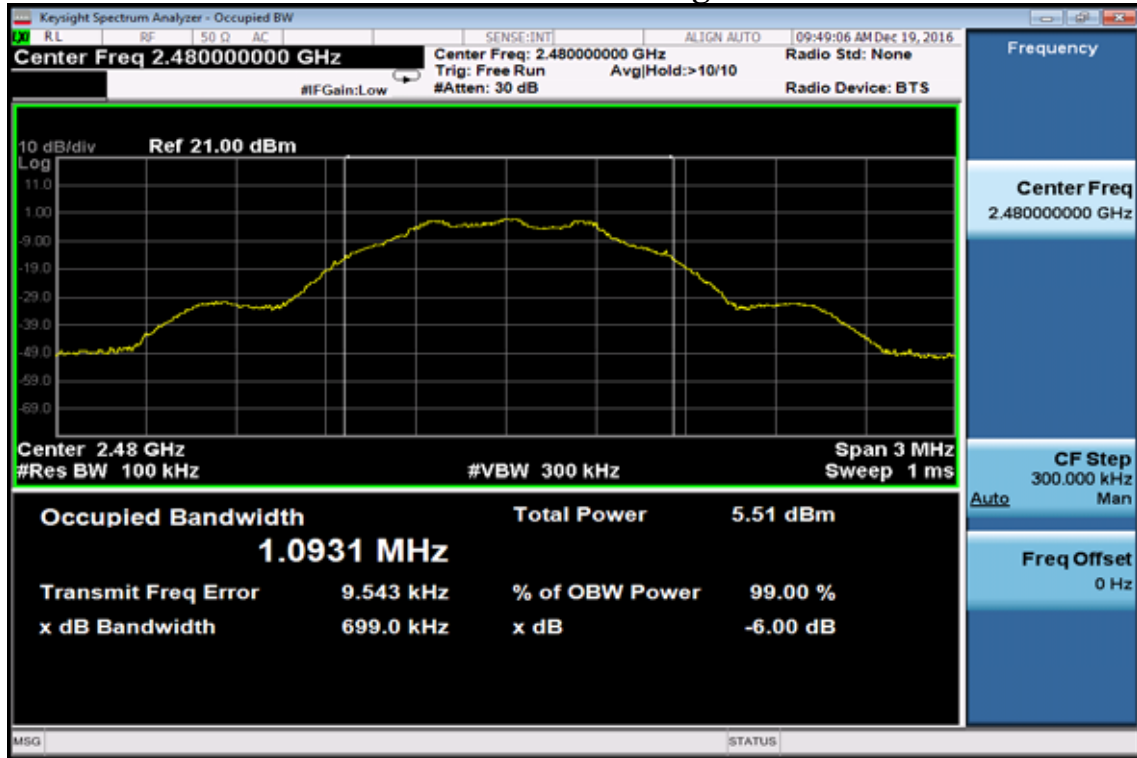 Keysight Spectrum Analyzer - Occupied BW
LXI RL RF 50 Ω AC SENSE:INT ALIGN AUTO 09:49:06 AM Dec 19, 2016
Center Freq 2.480000000 GHz
Center Freq: 2.480000000 GHz
Radio Std: None
Trig: Free Run Avg|Hold:>10/10
#IFGain:Low
#Atten: 30 dB
Radio Device: BTS
10 dB/div Ref 21.00 dBm
Log
11.0
1.00
-9.00
-19.0
-29.0
-39.0
-49.0
-59.0
-69.0
Center 2.48 GHz
Span 3 MHz
#Res BW 100 kHz
#VBW 300 kHz
Sweep 1 ms
Occupied Bandwidth
Total Power 5.51 dBm
1.0931 MHz
Transmit Freq Error 9.543 kHz
% of OBW Power 99.00 %
x dB Bandwidth 699.0 kHz
x dB -6.00 dB
Frequency
Center Freq
2.480000000 GHz
CF Step
300.000 kHz
Auto Man
Freq Offset
0 Hz
MSG
STATUS